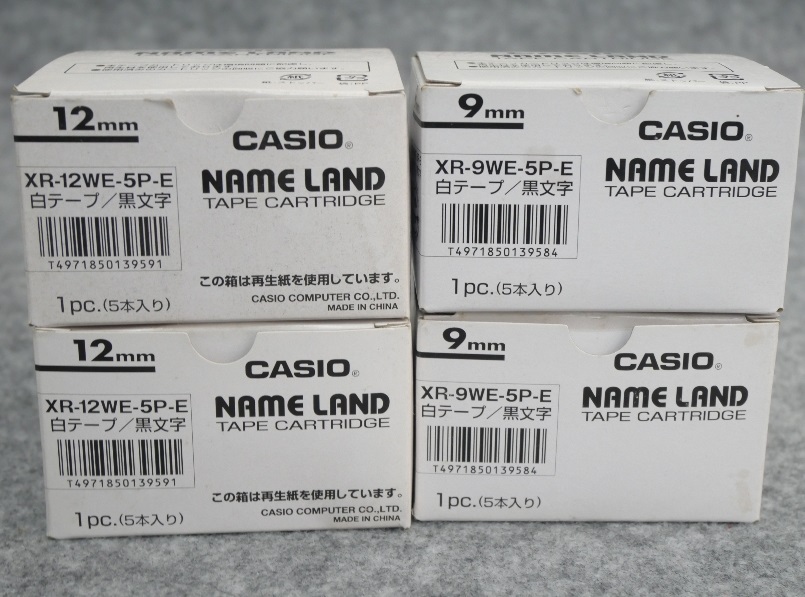 12mm
CASIO®
XR-12WE-5P-E
NAME LAND
白テープ／黒文字
TAPE CARTRIDGE
T4971850139591
この箱は再生紙を使用しています。
1pc.(5本入り)
CASIO COMPUTER CO.,LTD.
MADE IN CHINA
9mm
CASIO®
XR-9WE-5P-E
NAME LAND
白テープ／黒文字
TAPE CARTRIDGE
T4971850139584
1pc.(5本入り)
12mm
CASIO®
XR-12WE-5P-E
NAME LAND
白テープ／黒文字
TAPE CARTRIDGE
T4971850139591
この箱は再生紙を使用しています。
1pc.(5本入り)
CASIO COMPUTER CO.,LTD.
MADE IN CHINA
9mm
CASIO®
XR-9WE-5P-E
NAME LAND
白テープ／黒文字
TAPE CARTRIDGE
T4971850139584
1pc.(5本入り)